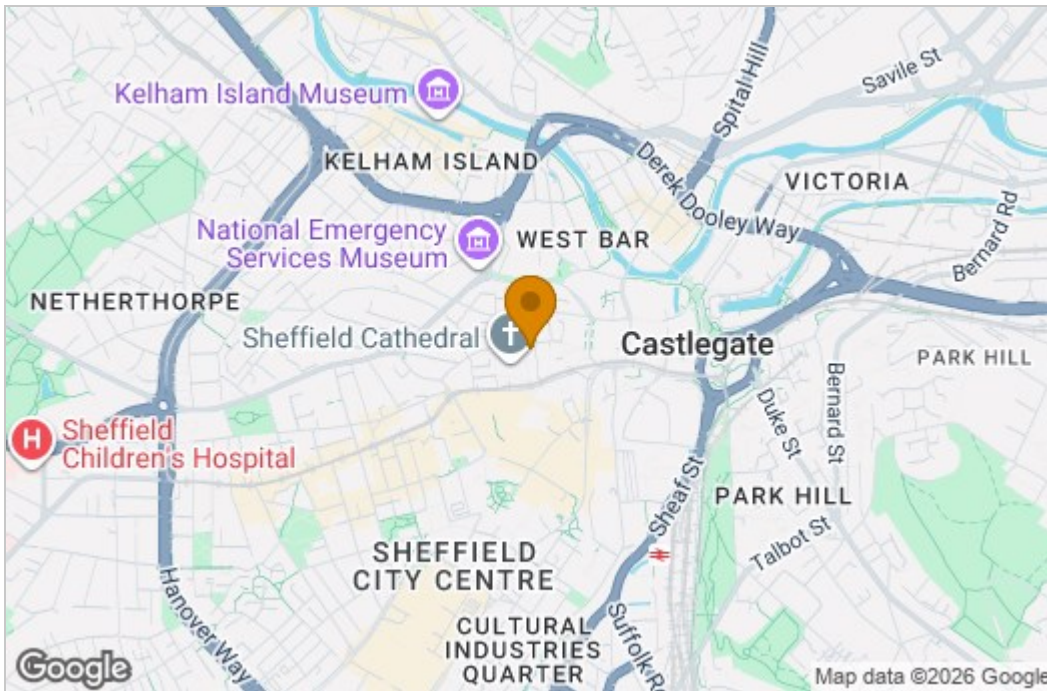 Savile St
Spital Hill
Kelham Island Museum
KELHAM ISLAND
Derek Dooley Way
VICTORIA
National Emergency
Services Museum
WEST BAR
Bernard Rd
NETHERTHORPE
Sheffield Cathedral
Castlegate
PARK HILL
Bernard St
Duke St
H
Sheffield
Children's Hospital
Sheaf St
PARK HILL
Talbot St
SHEFFIELD
CITY CENTRE
Hanover Way
CULTURAL
INDUSTRIES
QUARTER
Suffolk Rd
Google
Map data ©2026 Google